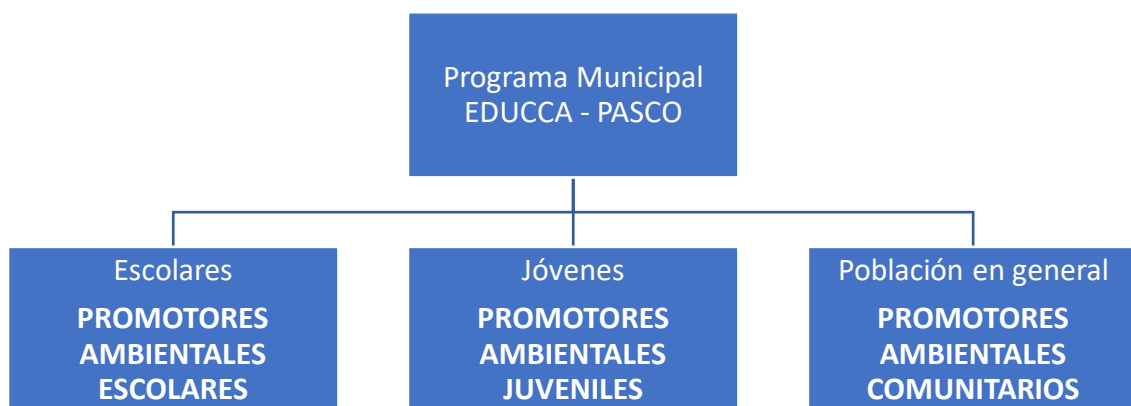 Programa Municipal
EDUCCA - PASCO
Escolares
PROMOTORES
AMBIENTALES
ESCOLARES
Jóvenes
PROMOTORES
AMBIENTALES
JUVENILES
Población en general
PROMOTORES
AMBIENTALES
COMUNITARIOS